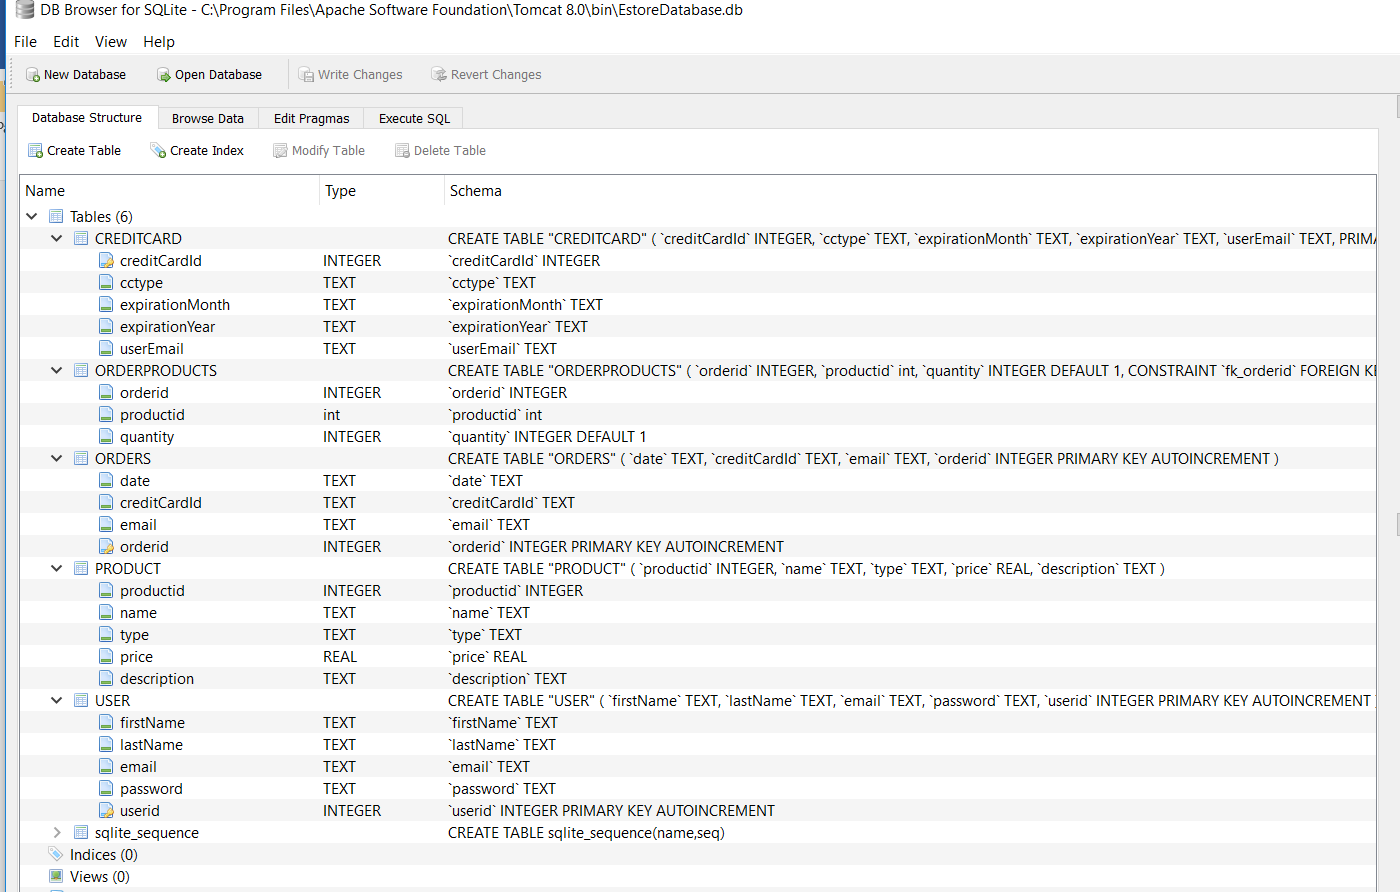 DB Browser for SQLite - C:\Program Files\Apache Software Foundation\Tomcat 8.0\bin\EstoreDatabase.db
File Edit View Help
New Database Open Database Write Changes Revert Changes
Database Structure Browse Data Edit Pragmas Execute SQL
Create Table Create Index Modify Table Delete Table
Name Type Schema
Tables (6)
CREDITCARD CREATE TABLE "CREDITCARD" ( `creditCardId` INTEGER, `cctype` TEXT, `expirationMonth` TEXT, `expirationYear` TEXT, `userEmail` TEXT, PRIMA
creditCardId INTEGER `creditCardId` INTEGER
cctype TEXT `cctype` TEXT
expirationMonth TEXT `expirationMonth` TEXT
expirationYear TEXT `expirationYear` TEXT
userEmail TEXT `userEmail` TEXT
ORDERPRODUCTS CREATE TABLE "ORDERPRODUCTS" ( `orderid` INTEGER, `productid` int, `quantity` INTEGER DEFAULT 1, CONSTRAINT `fk_orderid` FOREIGN KE
orderid INTEGER `orderid` INTEGER
productid int `productid` int
quantity INTEGER `quantity` INTEGER DEFAULT 1
ORDERS CREATE TABLE "ORDERS" ( `date` TEXT, `creditCardId` TEXT, `email` TEXT, `orderid` INTEGER PRIMARY KEY AUTOINCREMENT )
date TEXT `date` TEXT
creditCardId TEXT `creditCardId` TEXT
email TEXT `email` TEXT
orderid INTEGER `orderid` INTEGER PRIMARY KEY AUTOINCREMENT
PRODUCT CREATE TABLE "PRODUCT" ( `productid` INTEGER, `name` TEXT, `type` TEXT, `price` REAL, `description` TEXT )
productid INTEGER `productid` INTEGER
name TEXT `name` TEXT
type TEXT `type` TEXT
price REAL `price` REAL
description TEXT `description` TEXT
USER CREATE TABLE "USER" ( `firstName` TEXT, `lastName` TEXT, `email` TEXT, `password` TEXT, `userid` INTEGER PRIMARY KEY AUTOINCREMENT )
firstName TEXT `firstName` TEXT
lastName TEXT `lastName` TEXT
email TEXT `email` TEXT
password TEXT `password` TEXT
userid INTEGER `userid` INTEGER PRIMARY KEY AUTOINCREMENT
sqlite_sequence CREATE TABLE sqlite_sequence(name,seq)
Indices (0)
Views (0)